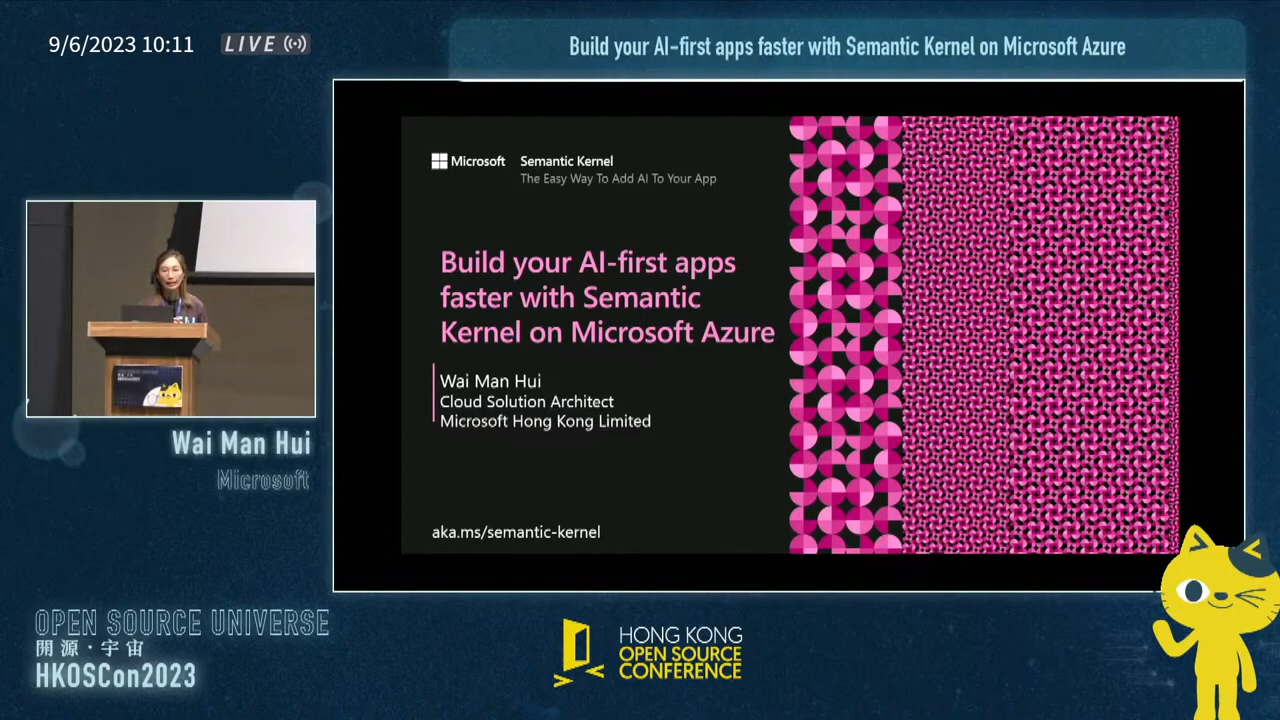 9/6/2023 10:11
LIVE
Build your AI-first apps faster with Semantic Kernel on Microsoft Azure
Microsoft
Semantic Kernel
The Easy Way To Add AI To Your App
Build your AI-first apps
faster with Semantic
Kernel on Microsoft Azure
Wai Man Hui
Cloud Solution Architect
Microsoft Hong Kong Limited
aka.ms/semantic-kernel
Wai Man Hui
Microsoft
OPEN SOURCE UNIVERSE
開源·宇宙
HKOSCon2023
HONG KONG
OPEN SOURCE
CONFERENCE